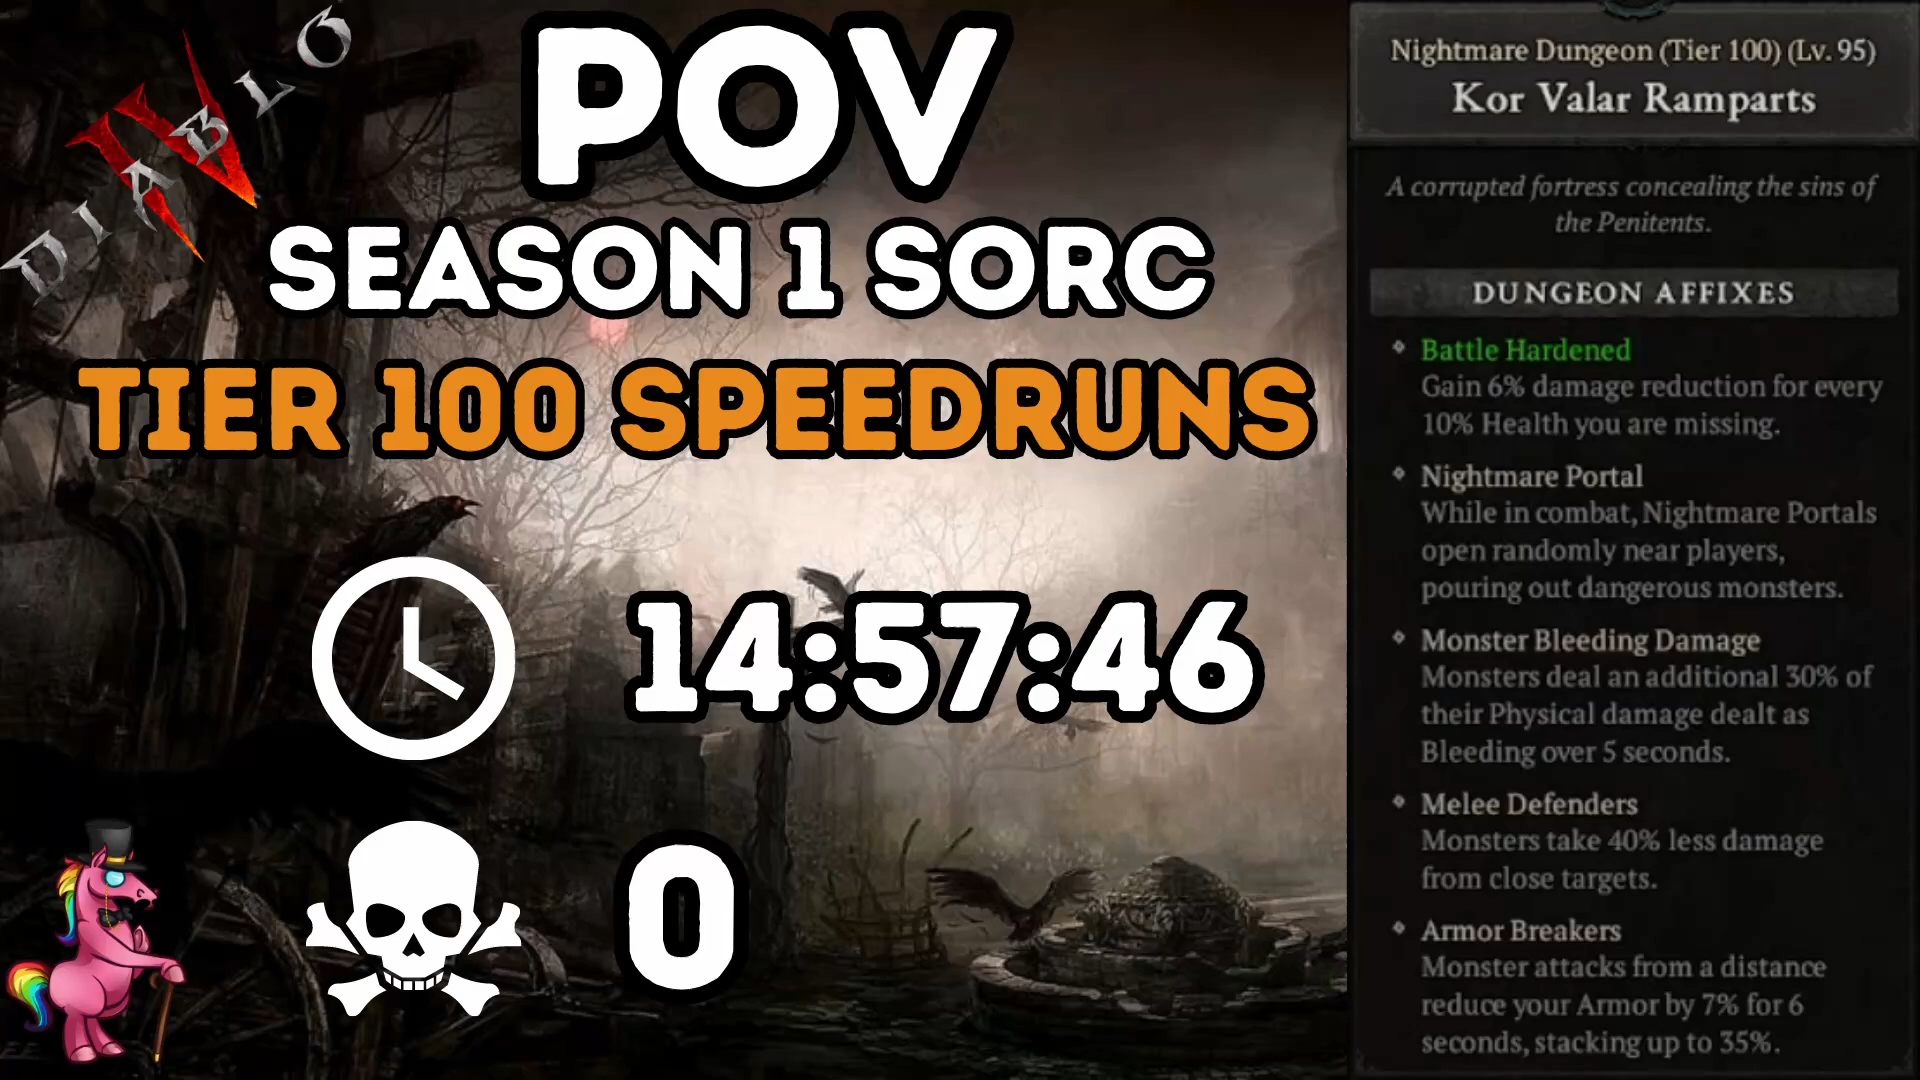 DIABLO
IV
POV
SEASON 1 SORC
TIER 100 SPEEDRUNS
14:57:46
0
Nightmare Dungeon (Tier 100) (Lv. 95)
Kor Valar Ramparts
A corrupted fortress concealing the sins of
the Penitents.
DUNGEON AFFIXES
Battle Hardened
Gain 6% damage reduction for every
10% Health you are missing.
Nightmare Portal
While in combat, Nightmare Portals
open randomly near players,
pouring out dangerous monsters.
Monster Bleeding Damage
Monsters deal an additional 30% of
their Physical damage dealt as
Bleeding over 5 seconds.
Melee Defenders
Monsters take 40% less damage
from close targets.
Armor Breakers
Monster attacks from a distance
reduce your Armor by 7% for 6
seconds, stacking up to 35%.